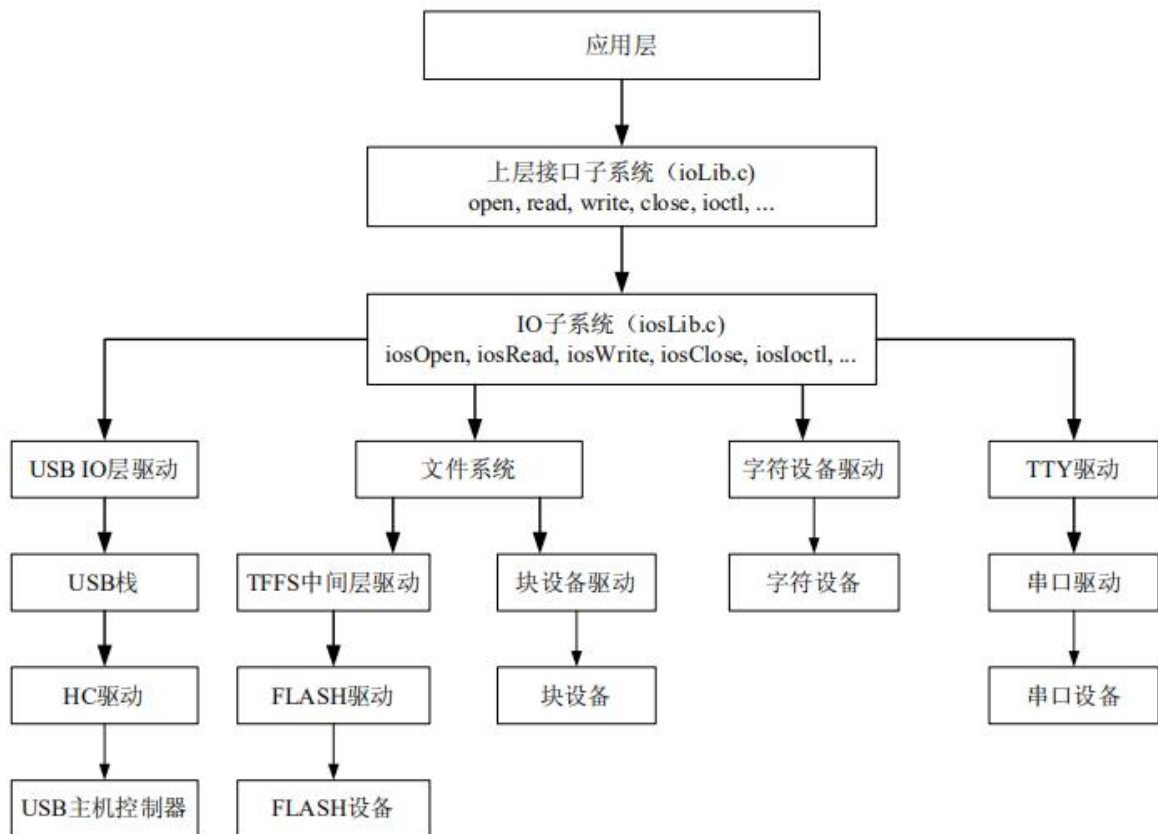 应用层
上层接口子系统（ioLib.c)
open, read, write, close, ioctl, ...
IO子系统（iosLib.c)
iosOpen, iosRead, iosWrite, iosClose, iosIoctl, ...
USB IO层驱动
文件系统
字符设备驱动
TTY驱动
USB栈
TFFS中间层驱动
块设备驱动
字符设备
串口驱动
HC驱动
FLASH驱动
块设备
串口设备
USB主机控制器
FLASH设备